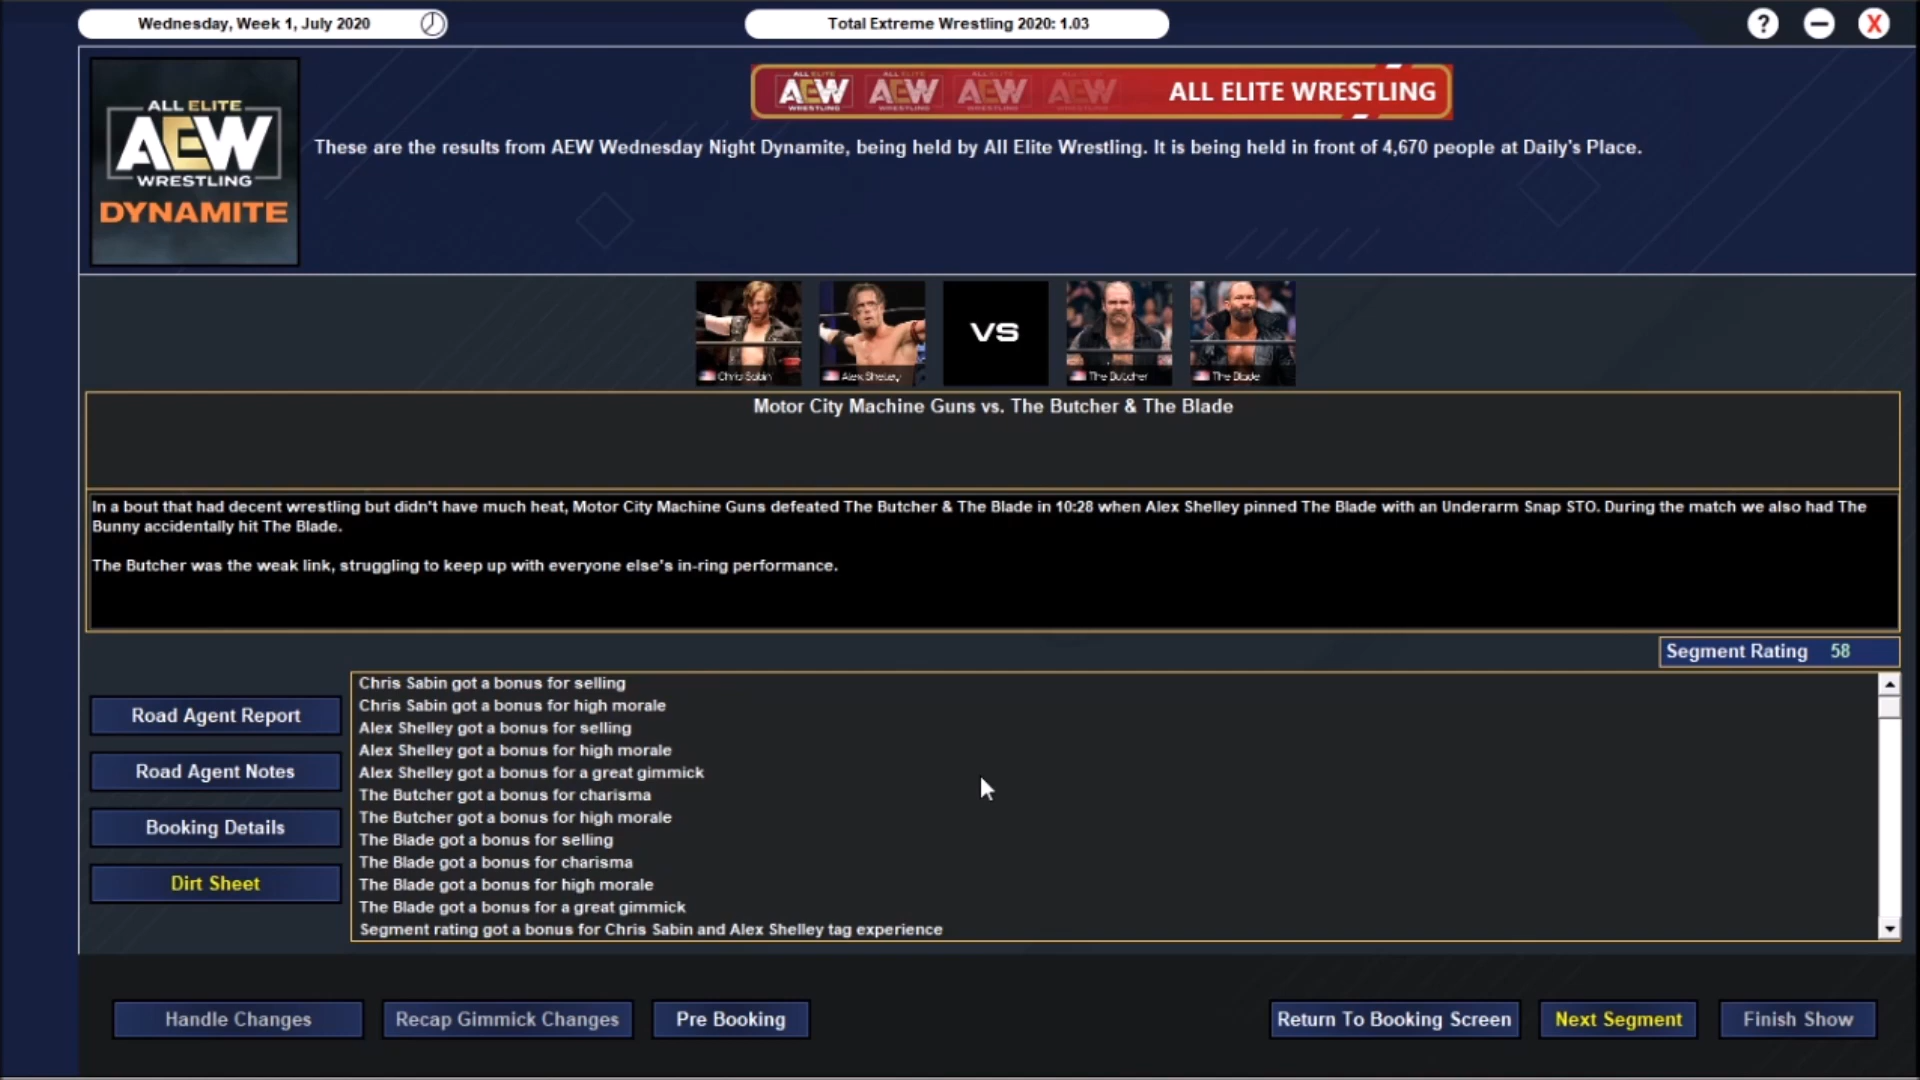 Wednesday, Week 1, July 2020
Total Extreme Wrestling 2020: 1.03
?
X
ALL ELITE
AEW
WRESTLING
DYNAMITE
ALL ELITE AEW WRESTLING
AEW
AEW
AEW
ALL ELITE WRESTLING
These are the results from AEW Wednesday Night Dynamite, being held by All Elite Wrestling. It is being held in front of 4,670 people at Daily's Place.
Chris Sabin
Alex Shelley
VS
The Butcher
The Blade
Motor City Machine Guns vs. The Butcher & The Blade
In a bout that had decent wrestling but didn't have much heat, Motor City Machine Guns defeated The Butcher & The Blade in 10:28 when Alex Shelley pinned The Blade with an Underarm Snap STO. During the match we also had The
Bunny accidentally hit The Blade.
The Butcher was the weak link, struggling to keep up with everyone else's in-ring performance.
Segment Rating 58
Road Agent Report
Road Agent Notes
Booking Details
Dirt Sheet
Chris Sabin got a bonus for selling
Chris Sabin got a bonus for high morale
Alex Shelley got a bonus for selling
Alex Shelley got a bonus for high morale
Alex Shelley got a bonus for a great gimmick
The Butcher got a bonus for charisma
The Butcher got a bonus for high morale
The Blade got a bonus for selling
The Blade got a bonus for charisma
The Blade got a bonus for high morale
The Blade got a bonus for a great gimmick
Segment rating got a bonus for Chris Sabin and Alex Shelley tag experience
Handle Changes
Recap Gimmick Changes
Pre Booking
Return To Booking Screen
Next Segment
Finish Show